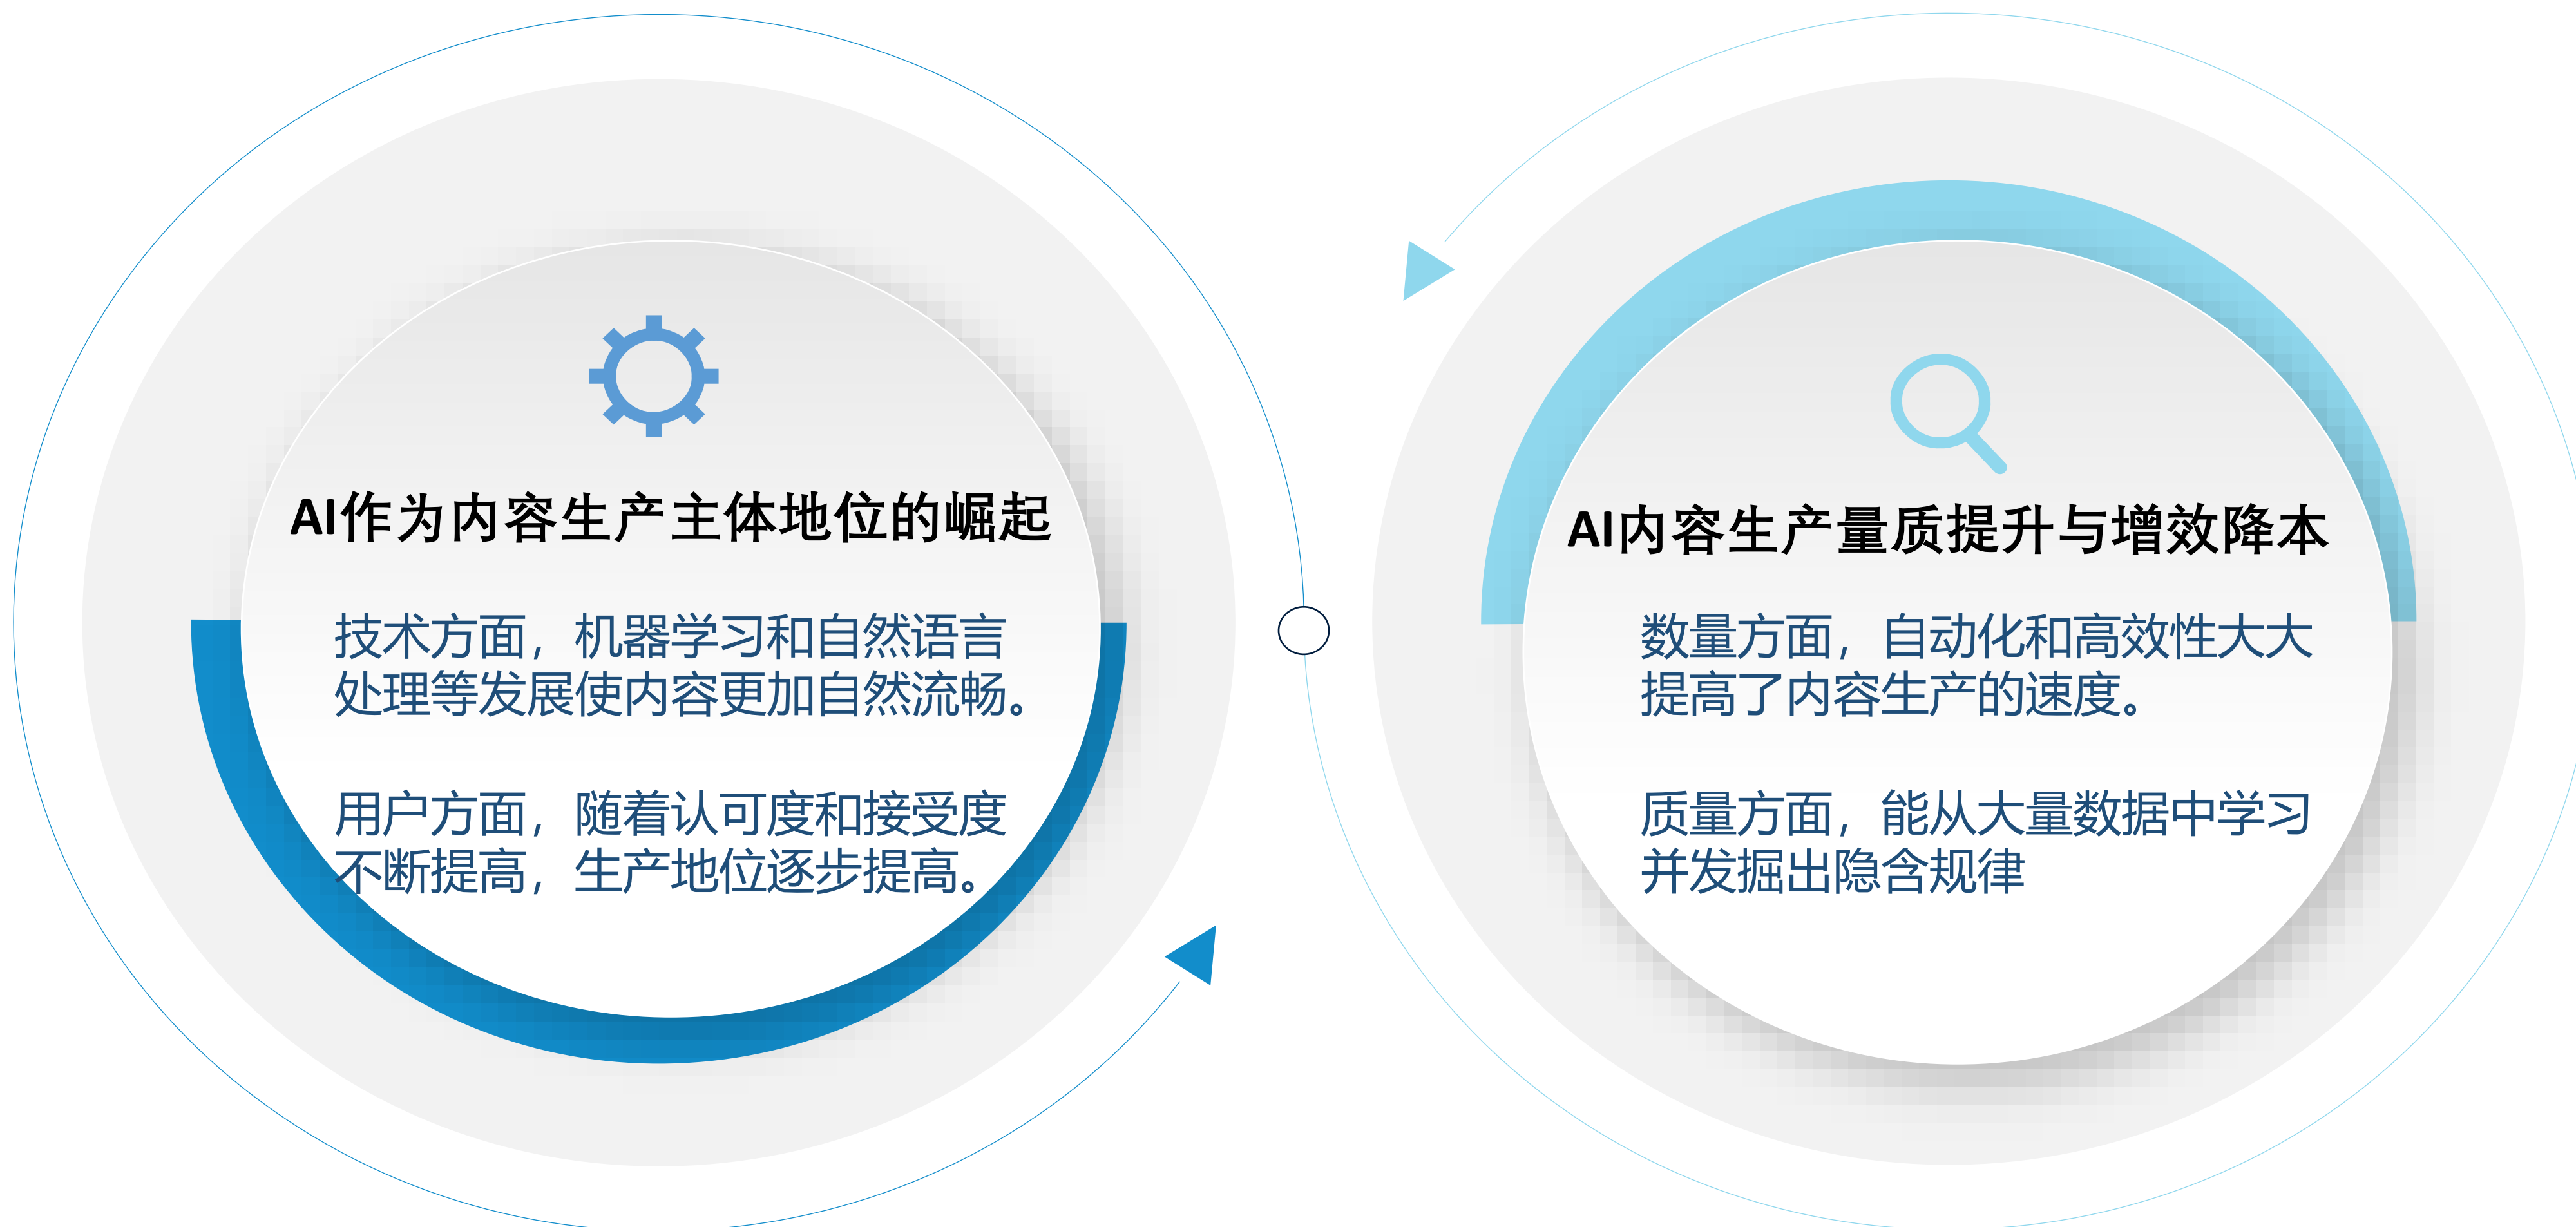 AI作为内容生产主体地位的崛起
技术方面，机器学习和自然语言
处理等发展使内容更加自然流畅。
用户方面，随着认可度和接受度
不断提高，生产地位逐步提高。
AI内容生产量质提升与增效降本
数量方面，自动化和高效性大大
提高了内容生产的速度。
质量方面，能从大量数据中学习
并发掘出隐含规律